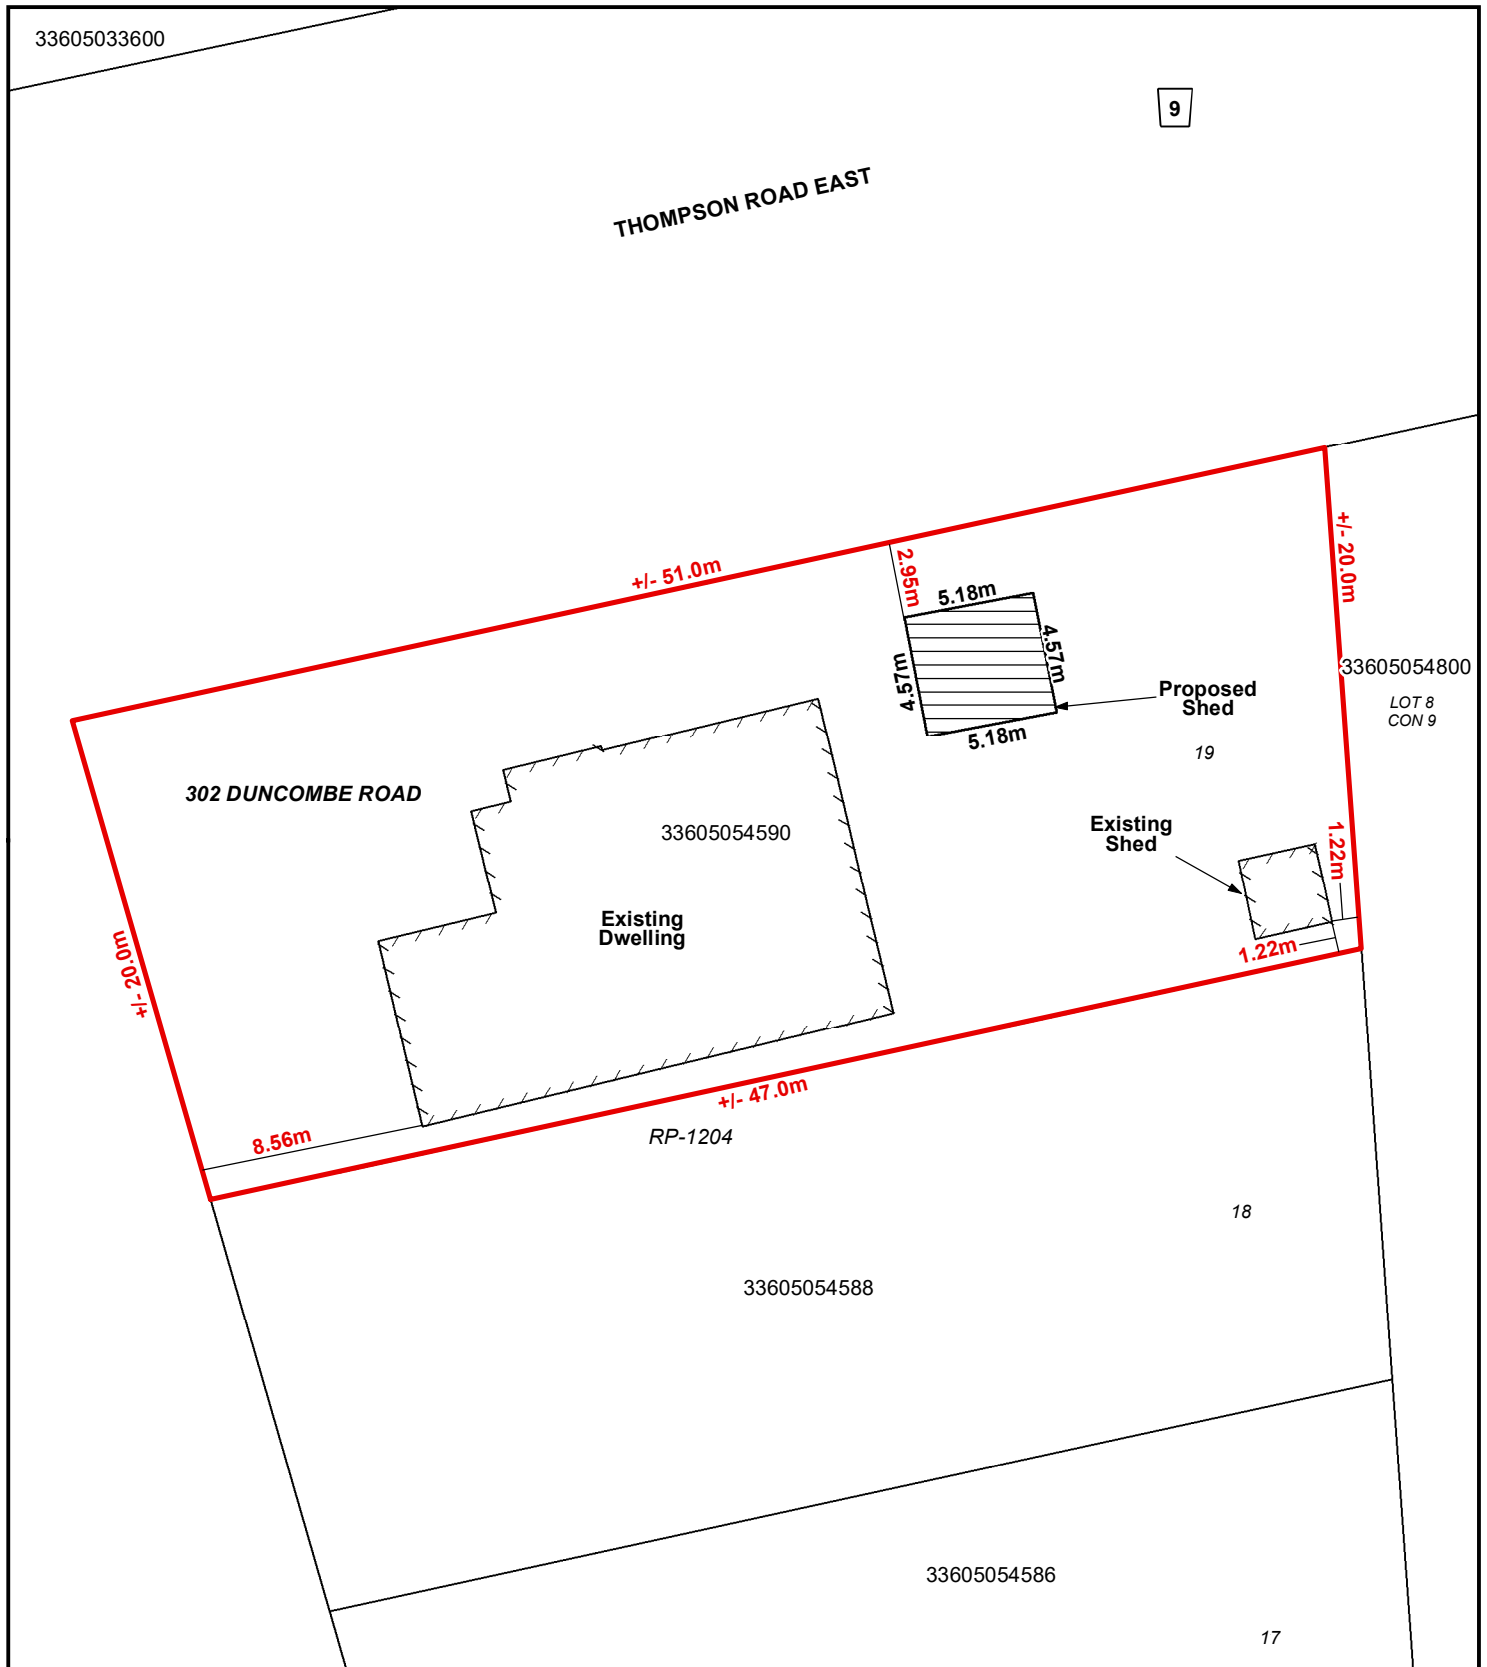 33605033600
9
THOMPSON ROAD EAST
+/- 20.0m
+/- 51.0m
2.95m
5.18m
4.57m
4.57m
33605054800
Proposed
Shed
LOT 8
CON 9
5.18m
19
302 DUNCOMBE ROAD
33605054590
Existing
Shed
1.22m
Existing
Dwelling
1.22m
+/- 20.0m
+/- 47.0m
8.56m
RP-1204
18
33605054588
33605054586
17